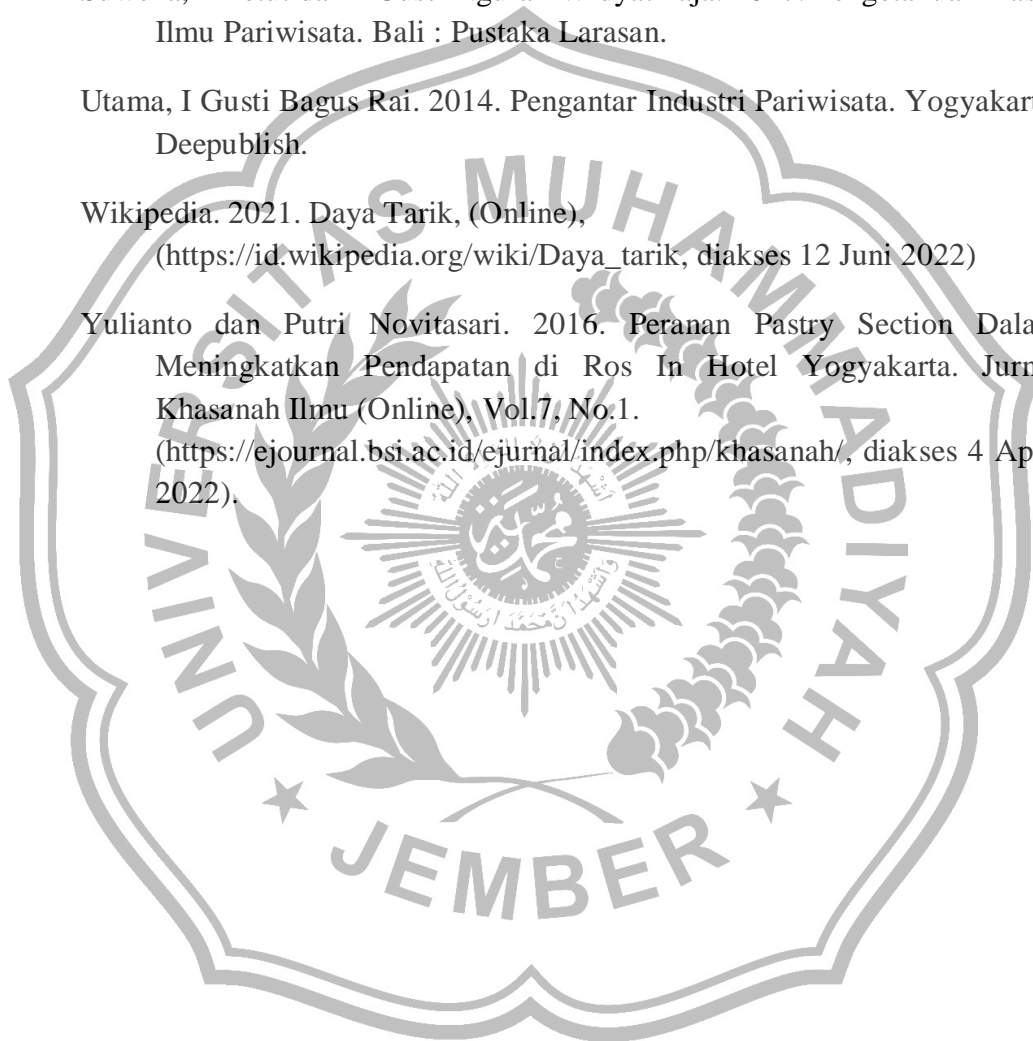 Ilmu Pariwisata. Bali : Pustaka Larasan.
Utama, I Gusti Bagus Rai. 2014. Pengantar Industri Pariwisata. Yogyakart
Deepublish.
Wikipedia. 2021. Daya Tarik, (Online),
(https://id.wikipedia.org/wiki/Daya_tarik, diakses 12 Juni 2022)
Yulianto dan Putri Novitasari. 2016. Peranan Pastry Section Dala
Meningkatkan Pendapatan di Ros In Hotel Yogyakarta. Jurn
Khasanah Ilmu (Online), Vol.7, No.1.
(https://ejournal.bsi.ac.id/ejurnal/index.php/khasanah/, diakses 4 Ap
2022).
UNIVERSITAS MUHAMMADIYAH
JEMBER